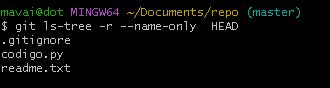 mavai@dot MINGW64 ~/Documents/repo (master)
$ git ls-tree -r --name-only  HEAD
.gitignore
codigo.py
readme.txt